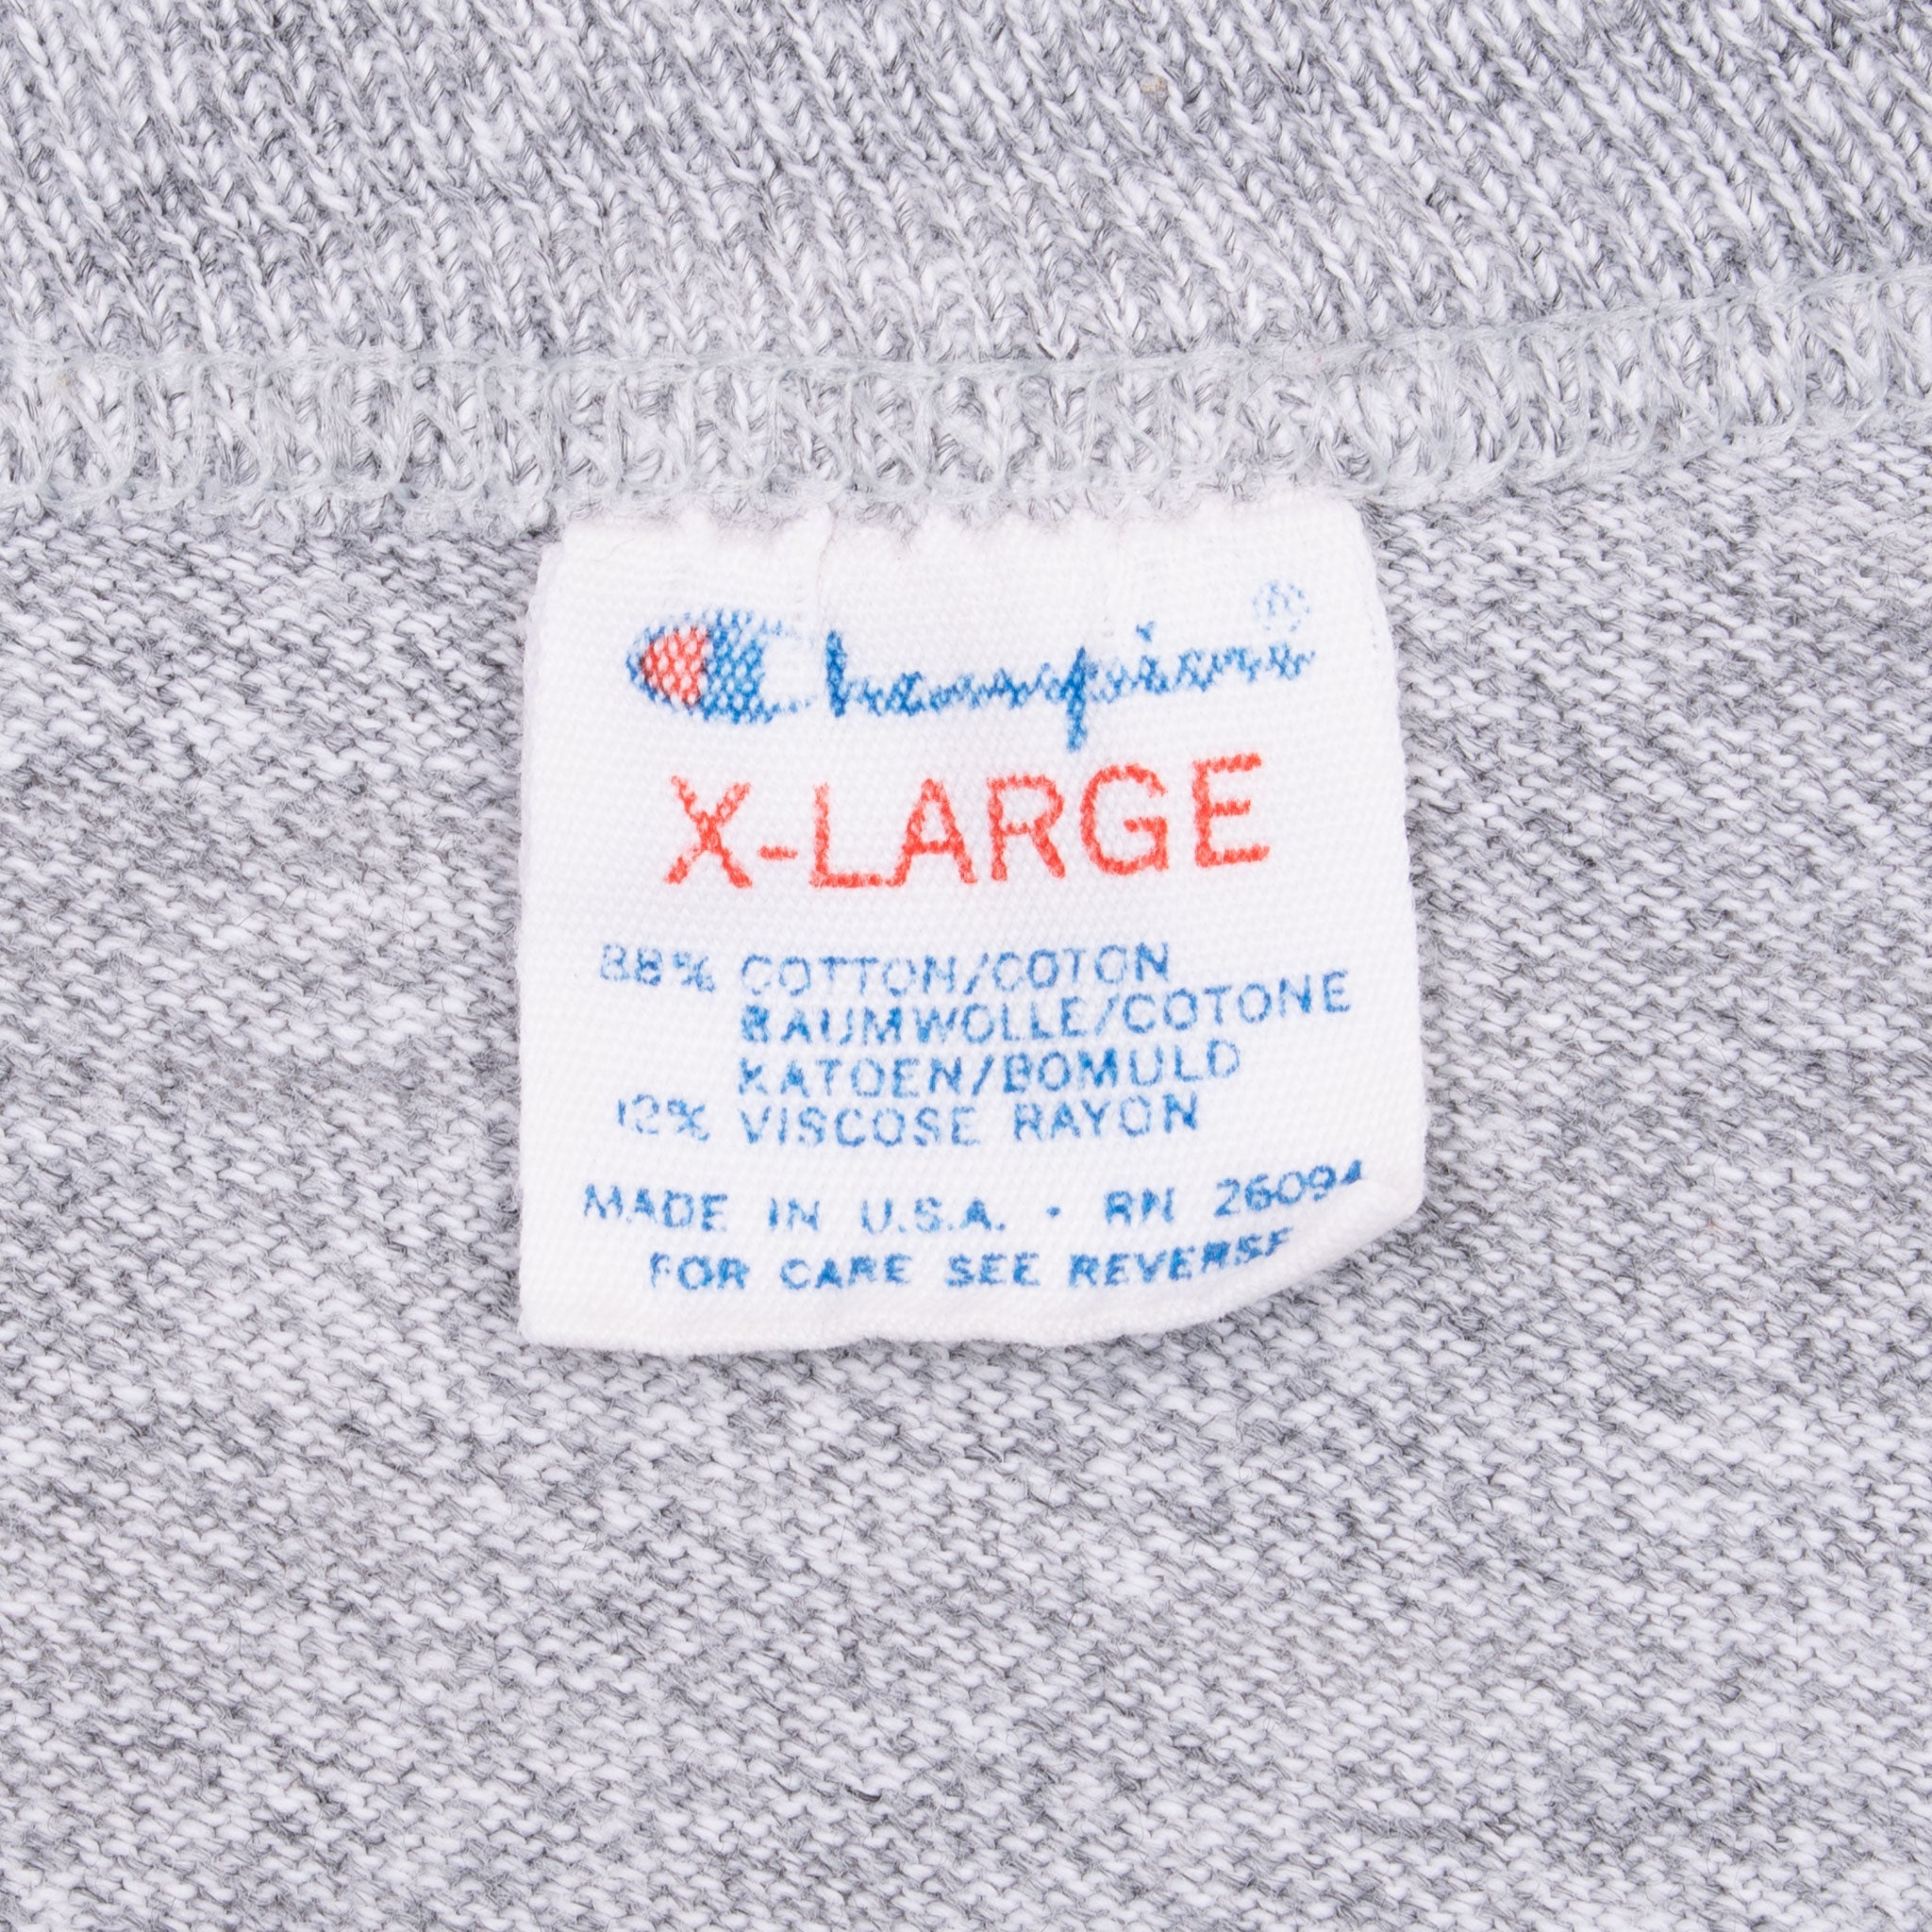 Champion®
X-LARGE
88% COTTON/COTON
BAUMWOLLE/COTONE
KATOEN/BOMULD
12% VISCOSE RAYON
MADE IN U.S.A. • RN 26094
FOR CARE SEE REVERSE